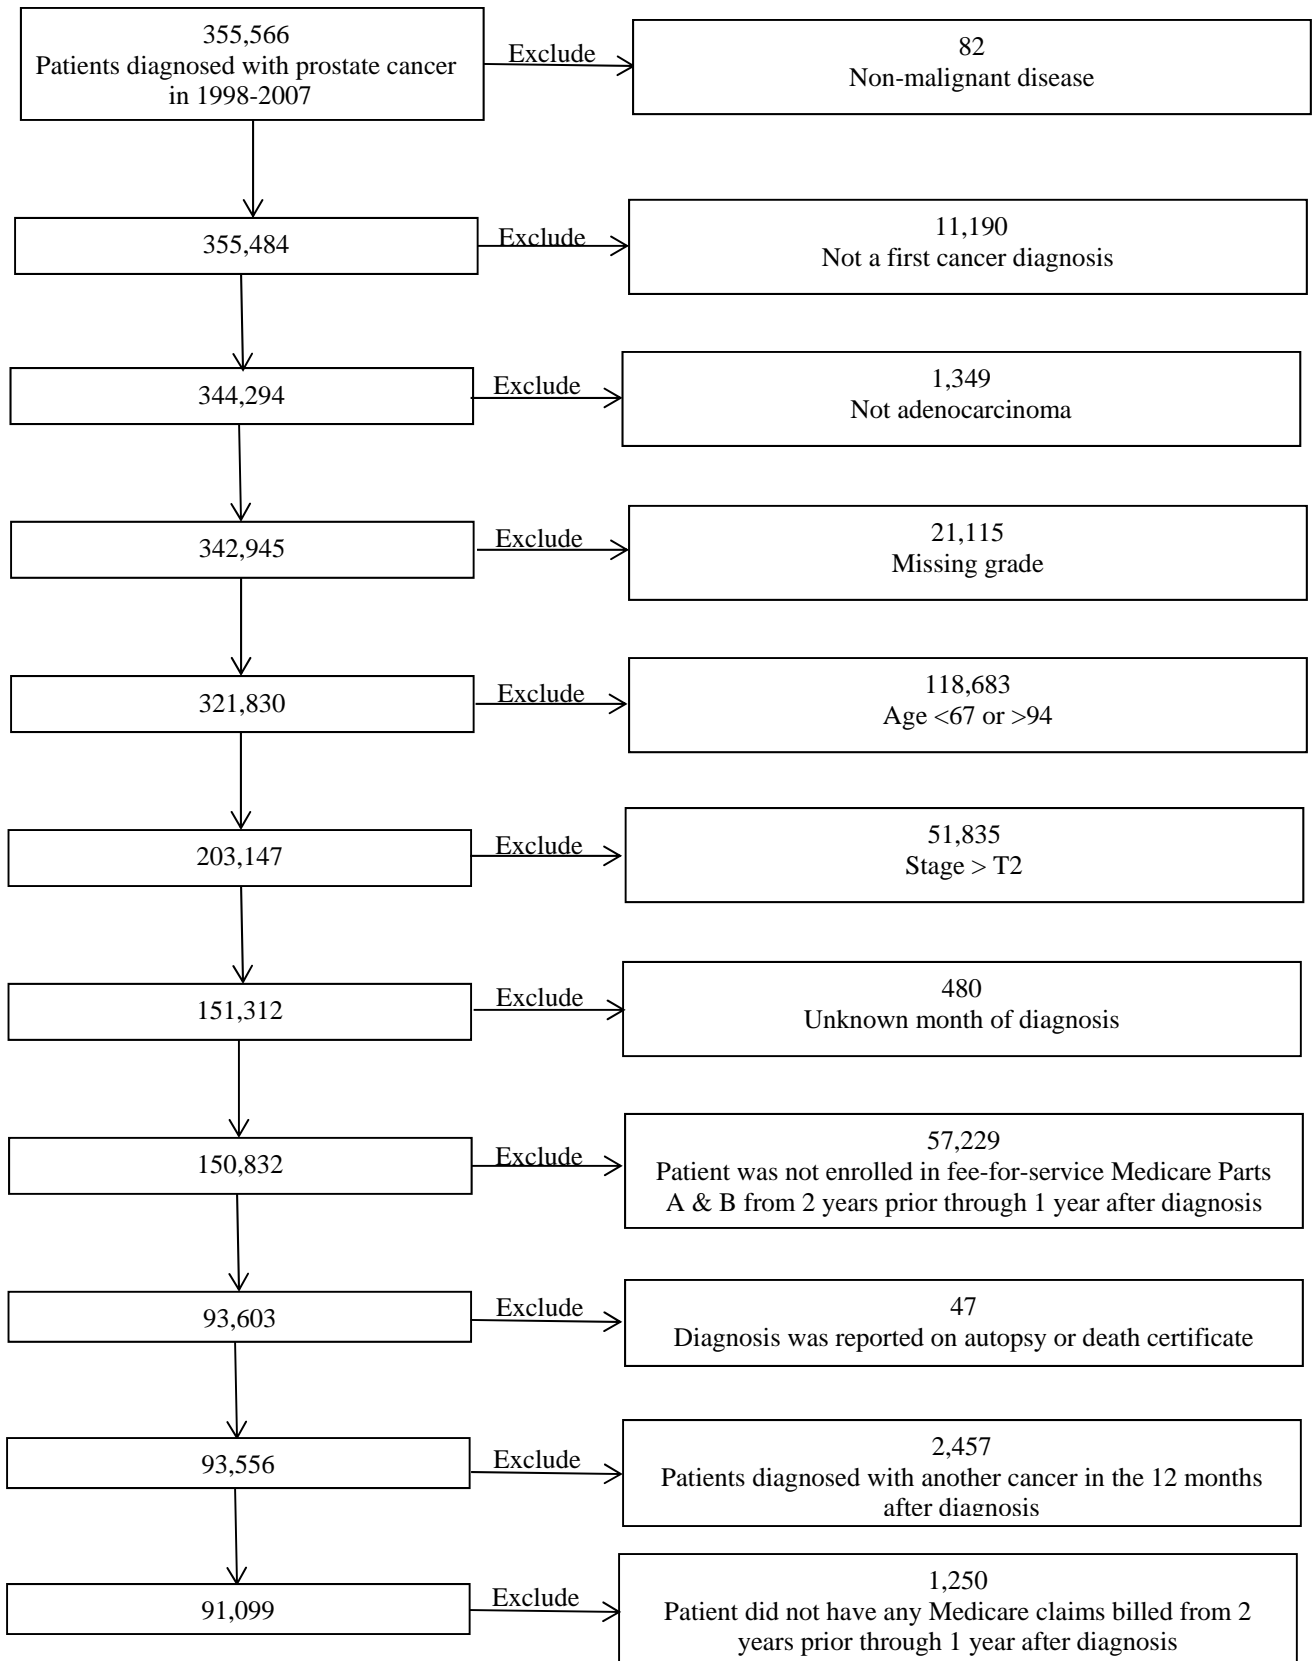 355,566
Patients diagnosed with prostate cancer
in 1998-2007
Exclude
82
Non-malignant disease
355,484
Exclude
11,190
Not a first cancer diagnosis
344,294
Exclude
1,349
Not adenocarcinoma
342,945
Exclude
21,115
Missing grade
321,830
Exclude
118,683
Age <67 or >94
203,147
Exclude
51,835
Stage > T2
151,312
Exclude
480
Unknown month of diagnosis
150,832
Exclude
57,229
Patient was not enrolled in fee-for-service Medicare Parts
A & B from 2 years prior through 1 year after diagnosis
93,603
Exclude
47
Diagnosis was reported on autopsy or death certificate
93,556
Exclude
2,457
Patients diagnosed with another cancer in the 12 months
after diagnosis
91,099
Exclude
1,250
Patient did not have any Medicare claims billed from 2
years prior through 1 year after diagnosis